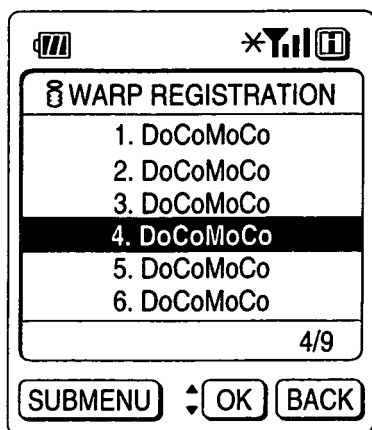 WARP REGISTRATION
1. DoCoMoCo
2. DoCoMoCo
3. DoCoMoCo
4. DoCoMoCo
5. DoCoMoCo
6. DoCoMoCo
4/9
SUBMENU OK BACK